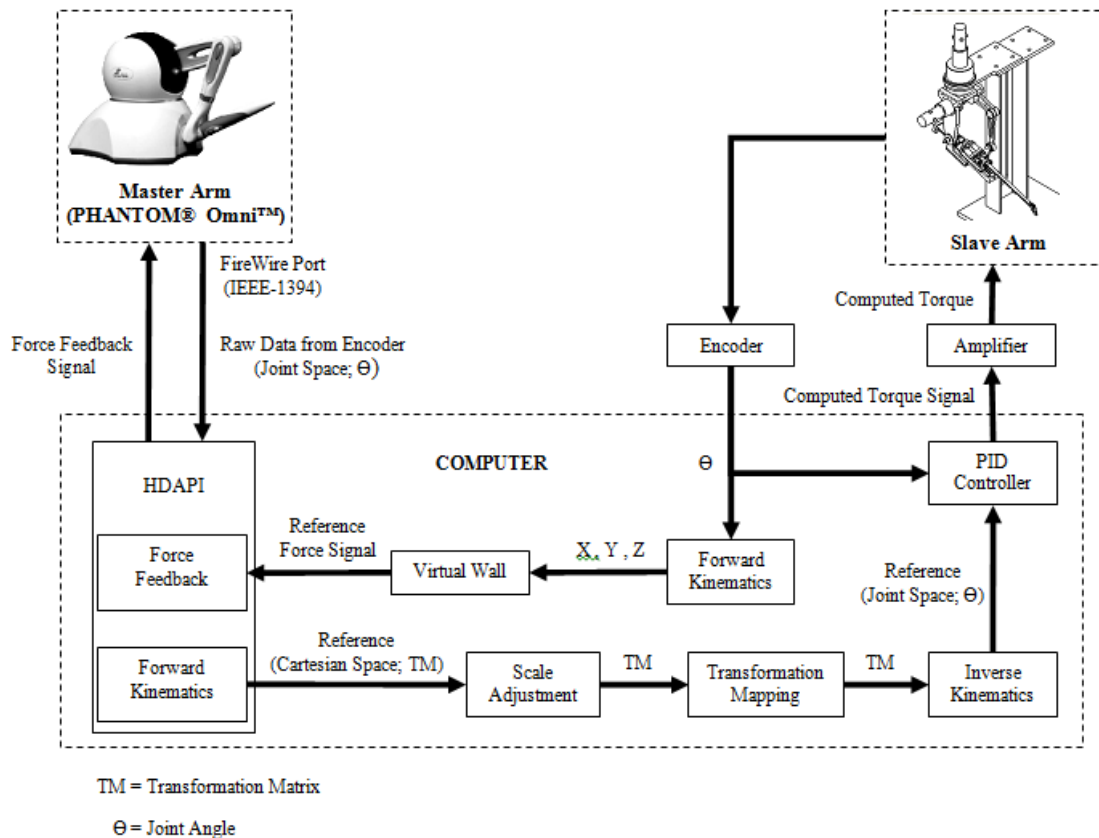 Master Arm
(PHANTOM® Omni™)
Slave Arm
FireWire Port
(IEEE-1394)
Force Feedback
Signal
Raw Data from Encoder
(Joint Space; ϴ)
Computed Torque
Encoder
Amplifier
Computed Torque Signal
COMPUTER
ϴ
HDAPI
PID
Controller
Reference
Force Signal
X, Y , Z
Force
Feedback
Virtual Wall
Forward
Kinematics
Reference
(Joint Space; ϴ)
Forward
Kinematics
Reference
(Cartesian Space; TM)
Scale
Adjustment
TM
Transformation
Mapping
TM
Inverse
Kinematics
TM = Transformation Matrix
ϴ = Joint Angle